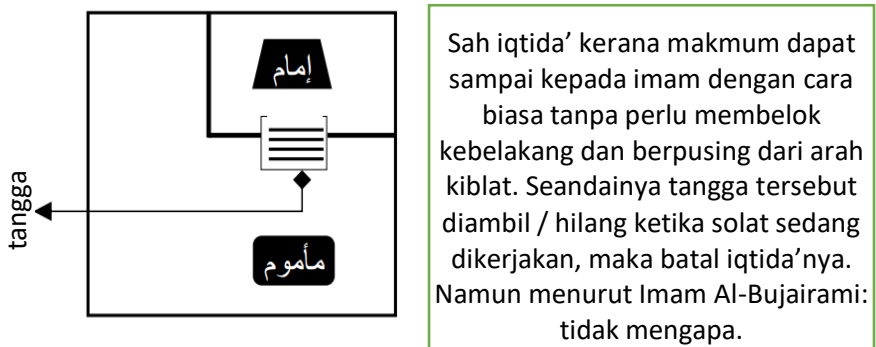 إمام
tangga
مأموم
Sah iqtida’ kerana makmum dapat
sampai kepada imam dengan cara
biasa tanpa perlu membelok
kebelakang dan berpusing dari arah
kiblat. Seandainya tangga tersebut
diambil / hilang ketika solat sedang
dikerjakan, maka batal iqtida’nya.
Namun menurut Imam Al-Bujairami:
tidak mengapa.